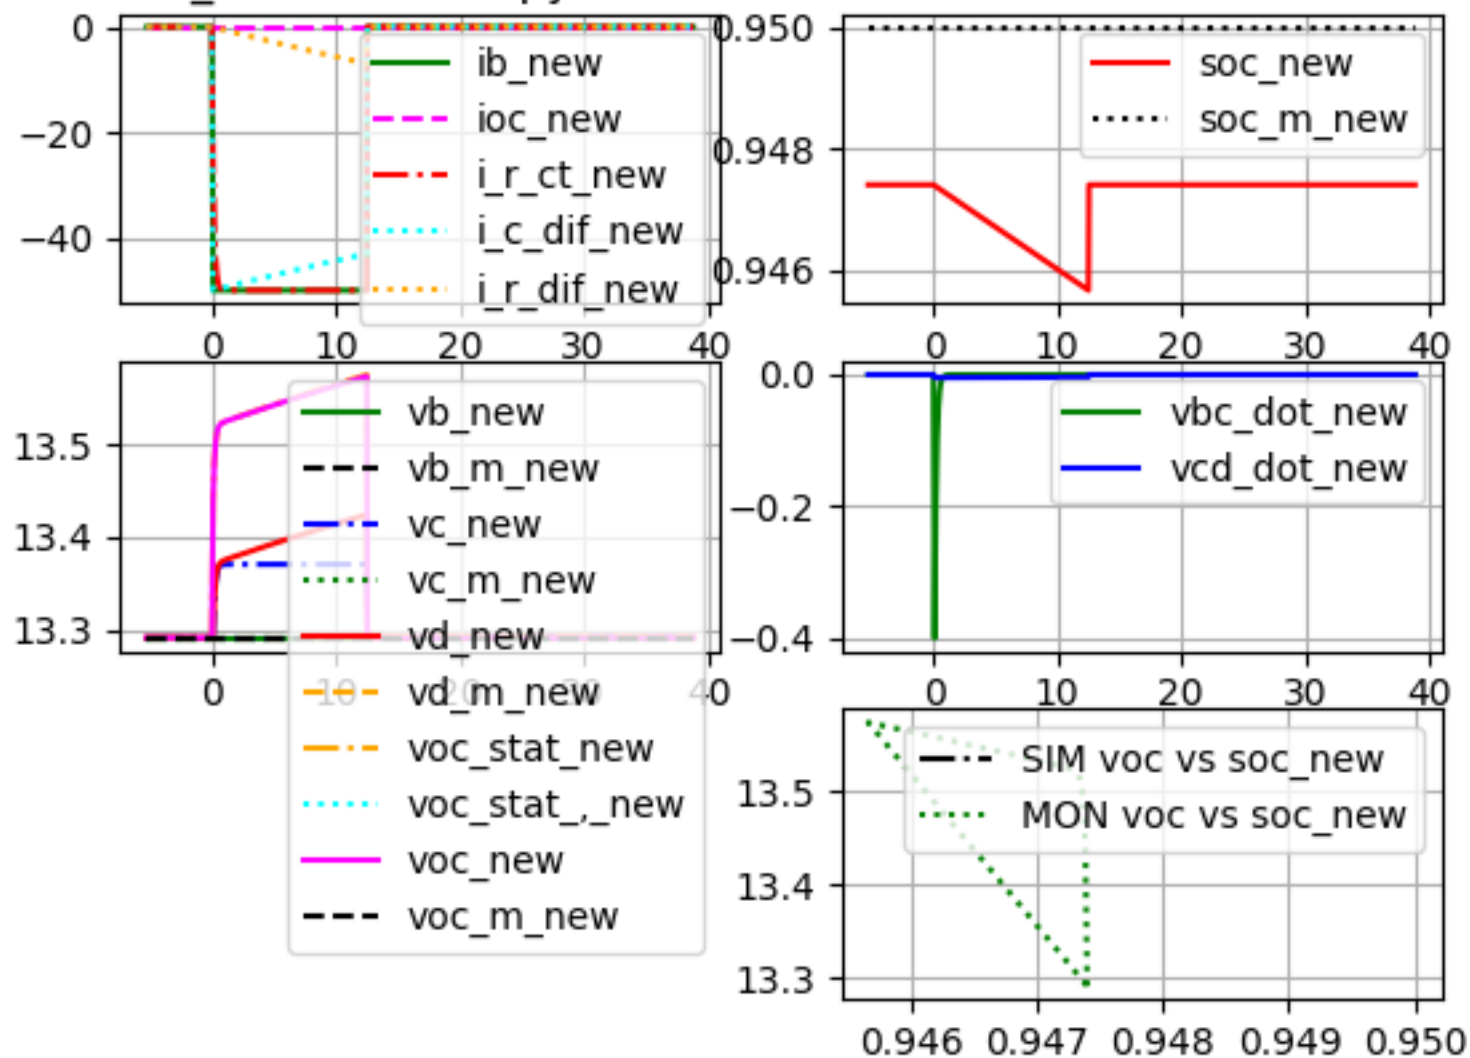 0
−20
−40
ib_new
ioc_new
i_r_ct_new
i_c_dif_new
i_r_dif_new
0 10 20 30 40
0.950
0.948
0.946
soc_new
soc_m_new
0 10 20 30 40
13.5
13.4
13.3
vb_new
vb_m_new
vc_new
vc_m_new
vd_new
vd_m_new
voc_stat_new
voc_stat_,_new
voc_new
voc_m_new
0 10 20 30 40
0.0
−0.2
−0.4
vbc_dot_new
vcd_dot_new
0 10 20 30 40
13.5
13.4
13.3
SIM voc vs soc_new
MON voc vs soc_new
0.946 0.947 0.948 0.949 0.950